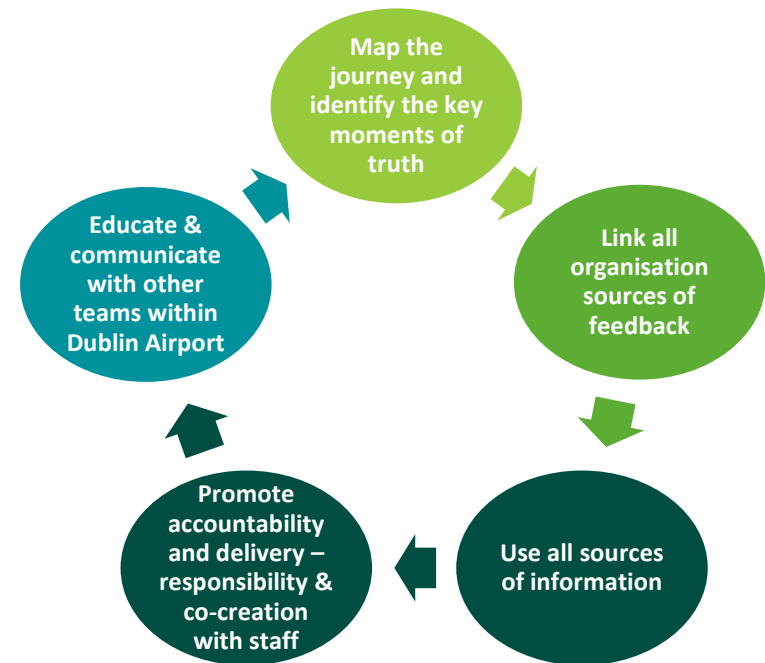 Map the
journey and
identify the key
moments of
truth
Link all
organisation
sources of
feedback
Use all sources
of information
Promote
accountability
and delivery –
responsibility &
co-creation
with staff
Educate &
communicate
with other
teams within
Dublin Airport